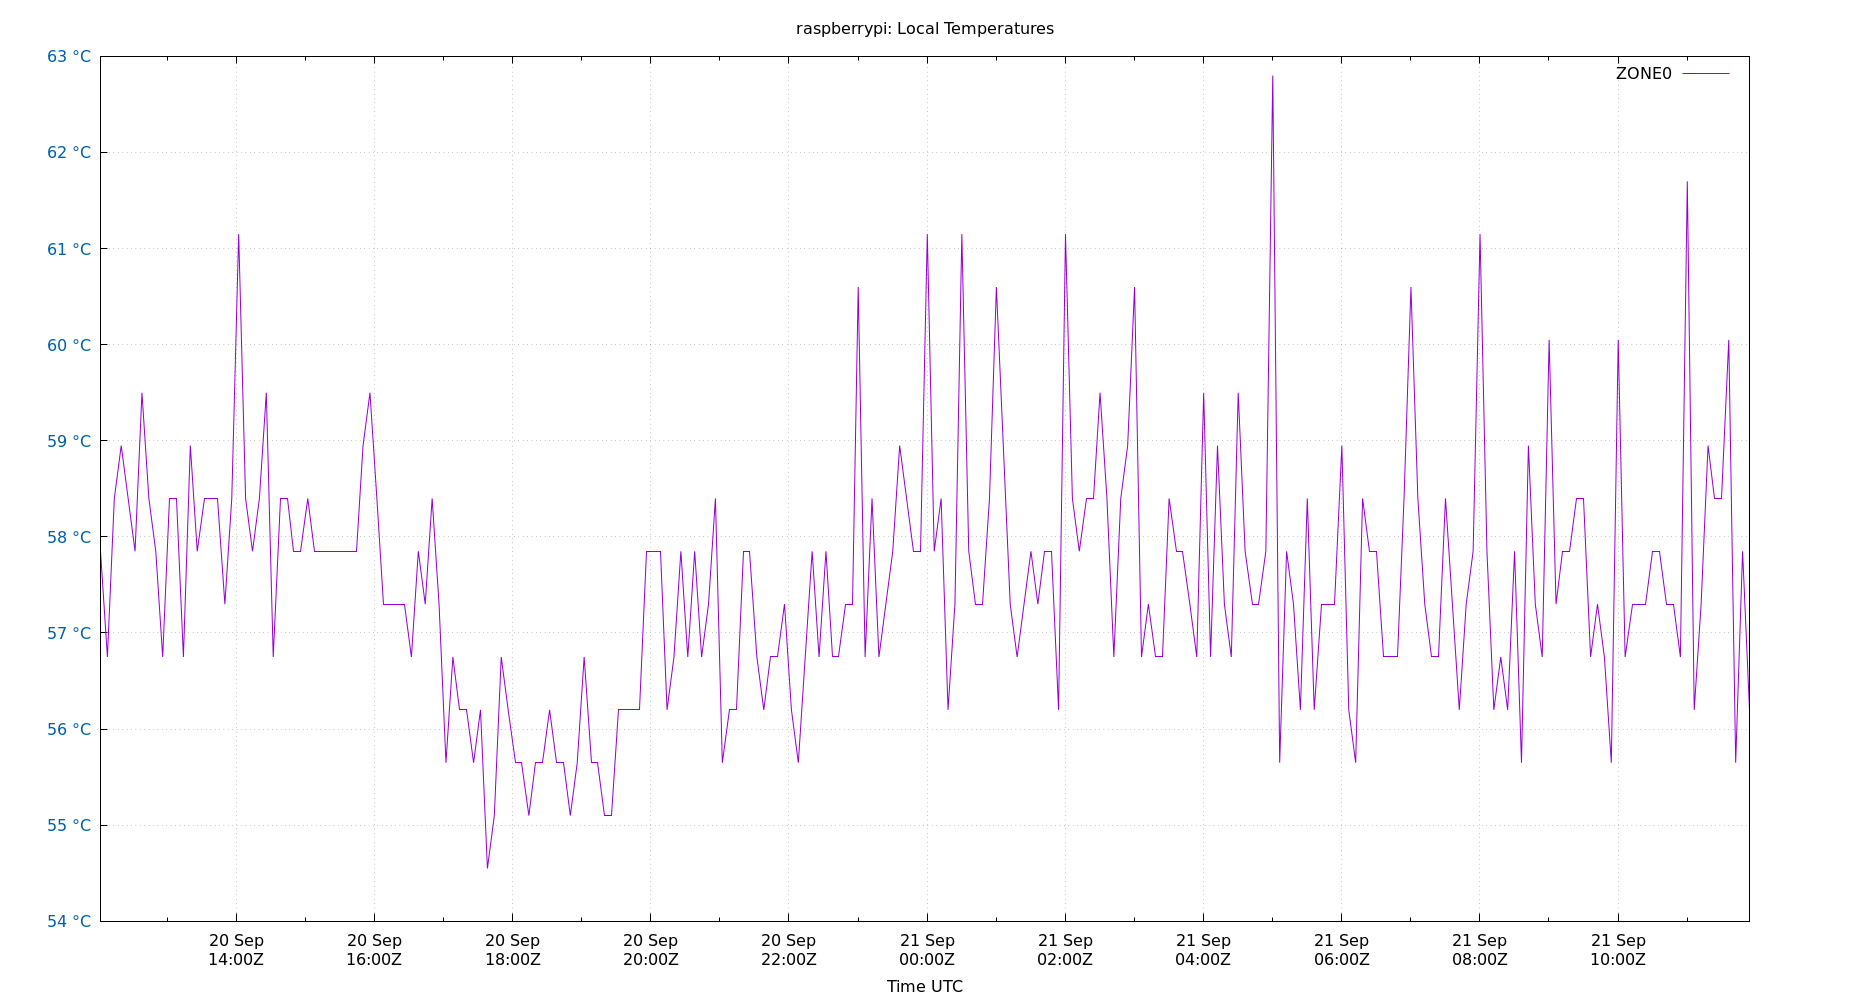 raspberrypi: Local Temperatures
63 °C
ZONE0
62 °C
61 °C
60 °C
59 °C
58 °C
57 °C
56 °C
55 °C
54 °C
20 Sep 20 Sep 20 Sep 20 Sep 20 Sep 21 Sep 21 Sep 21 Sep 21 Sep 21 Sep 21 Sep
14:00Z 16:00Z 18:00Z 20:00Z 22:00Z 00:00Z 02:00Z 04:00Z 06:00Z 08:00Z 10:00Z
Time UTC